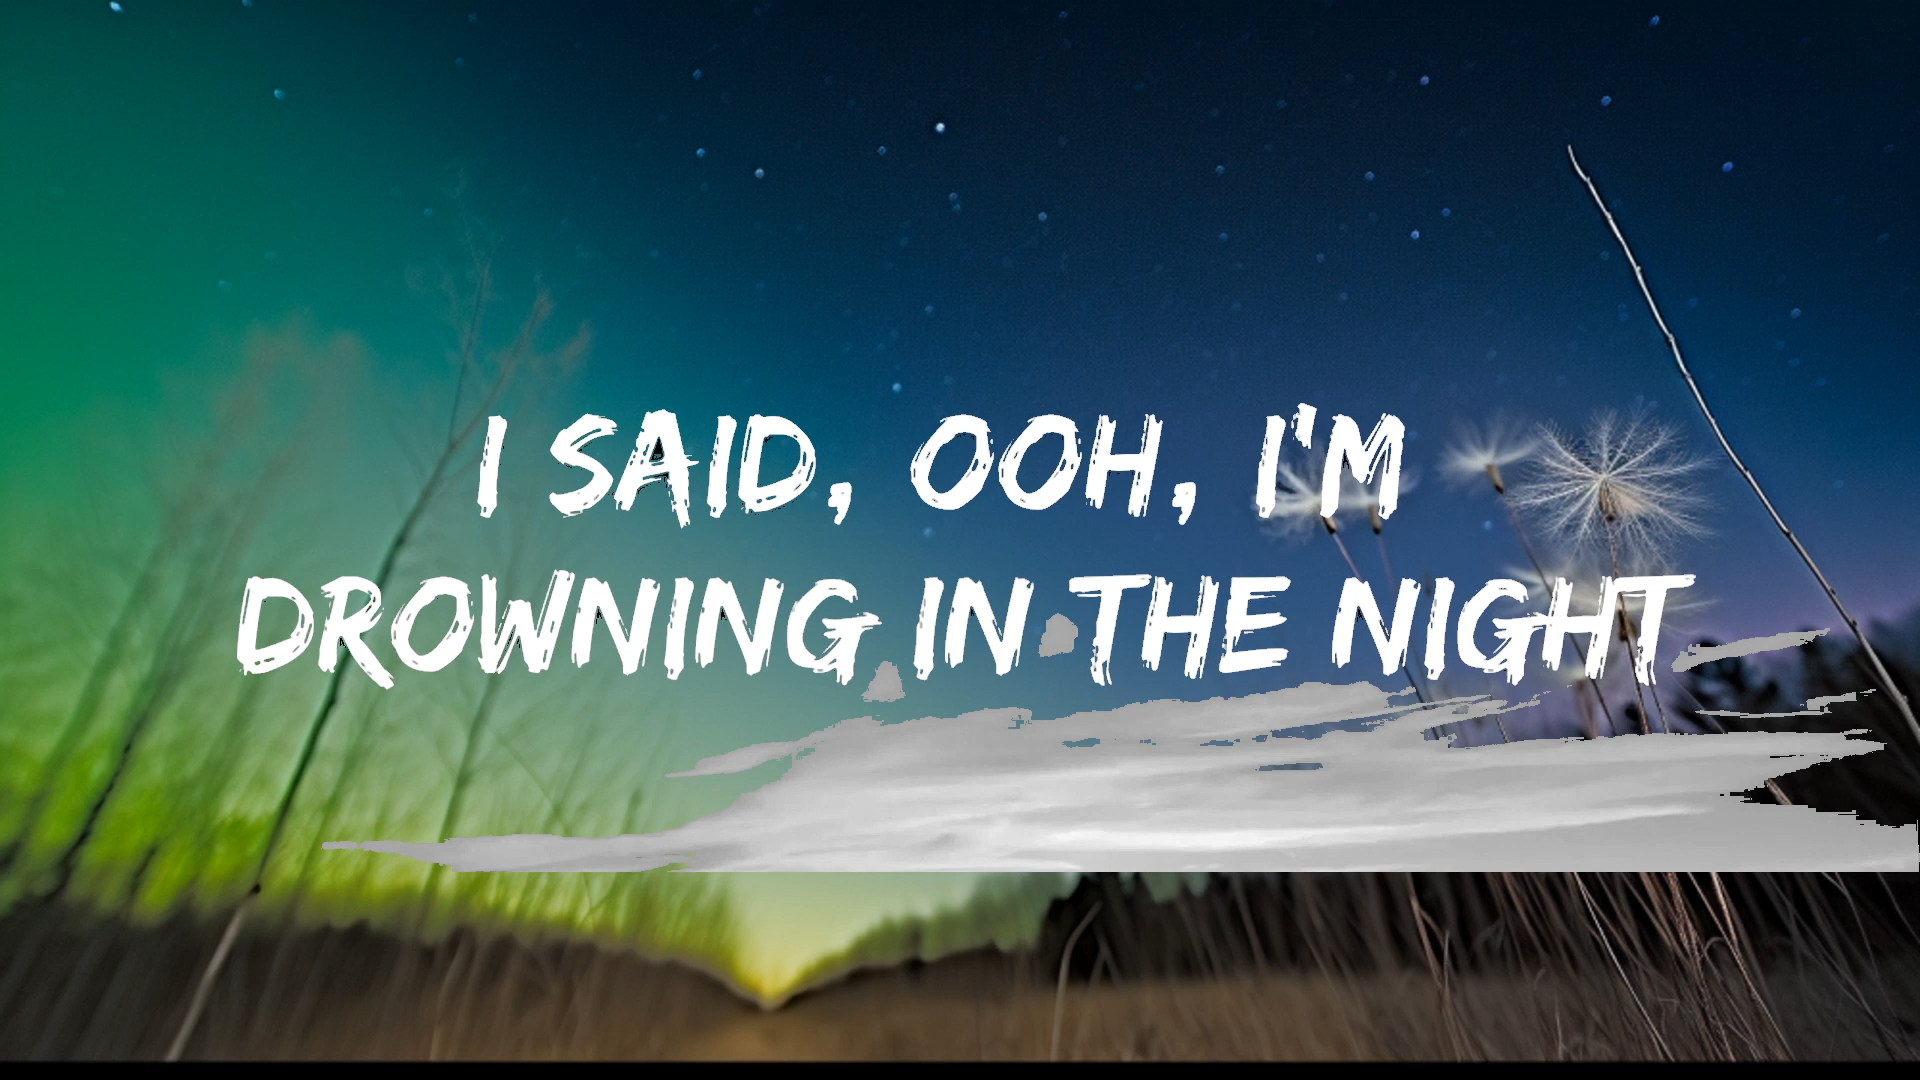 I SAID, OOH, I'M
DROWNING IN THE NIGHT